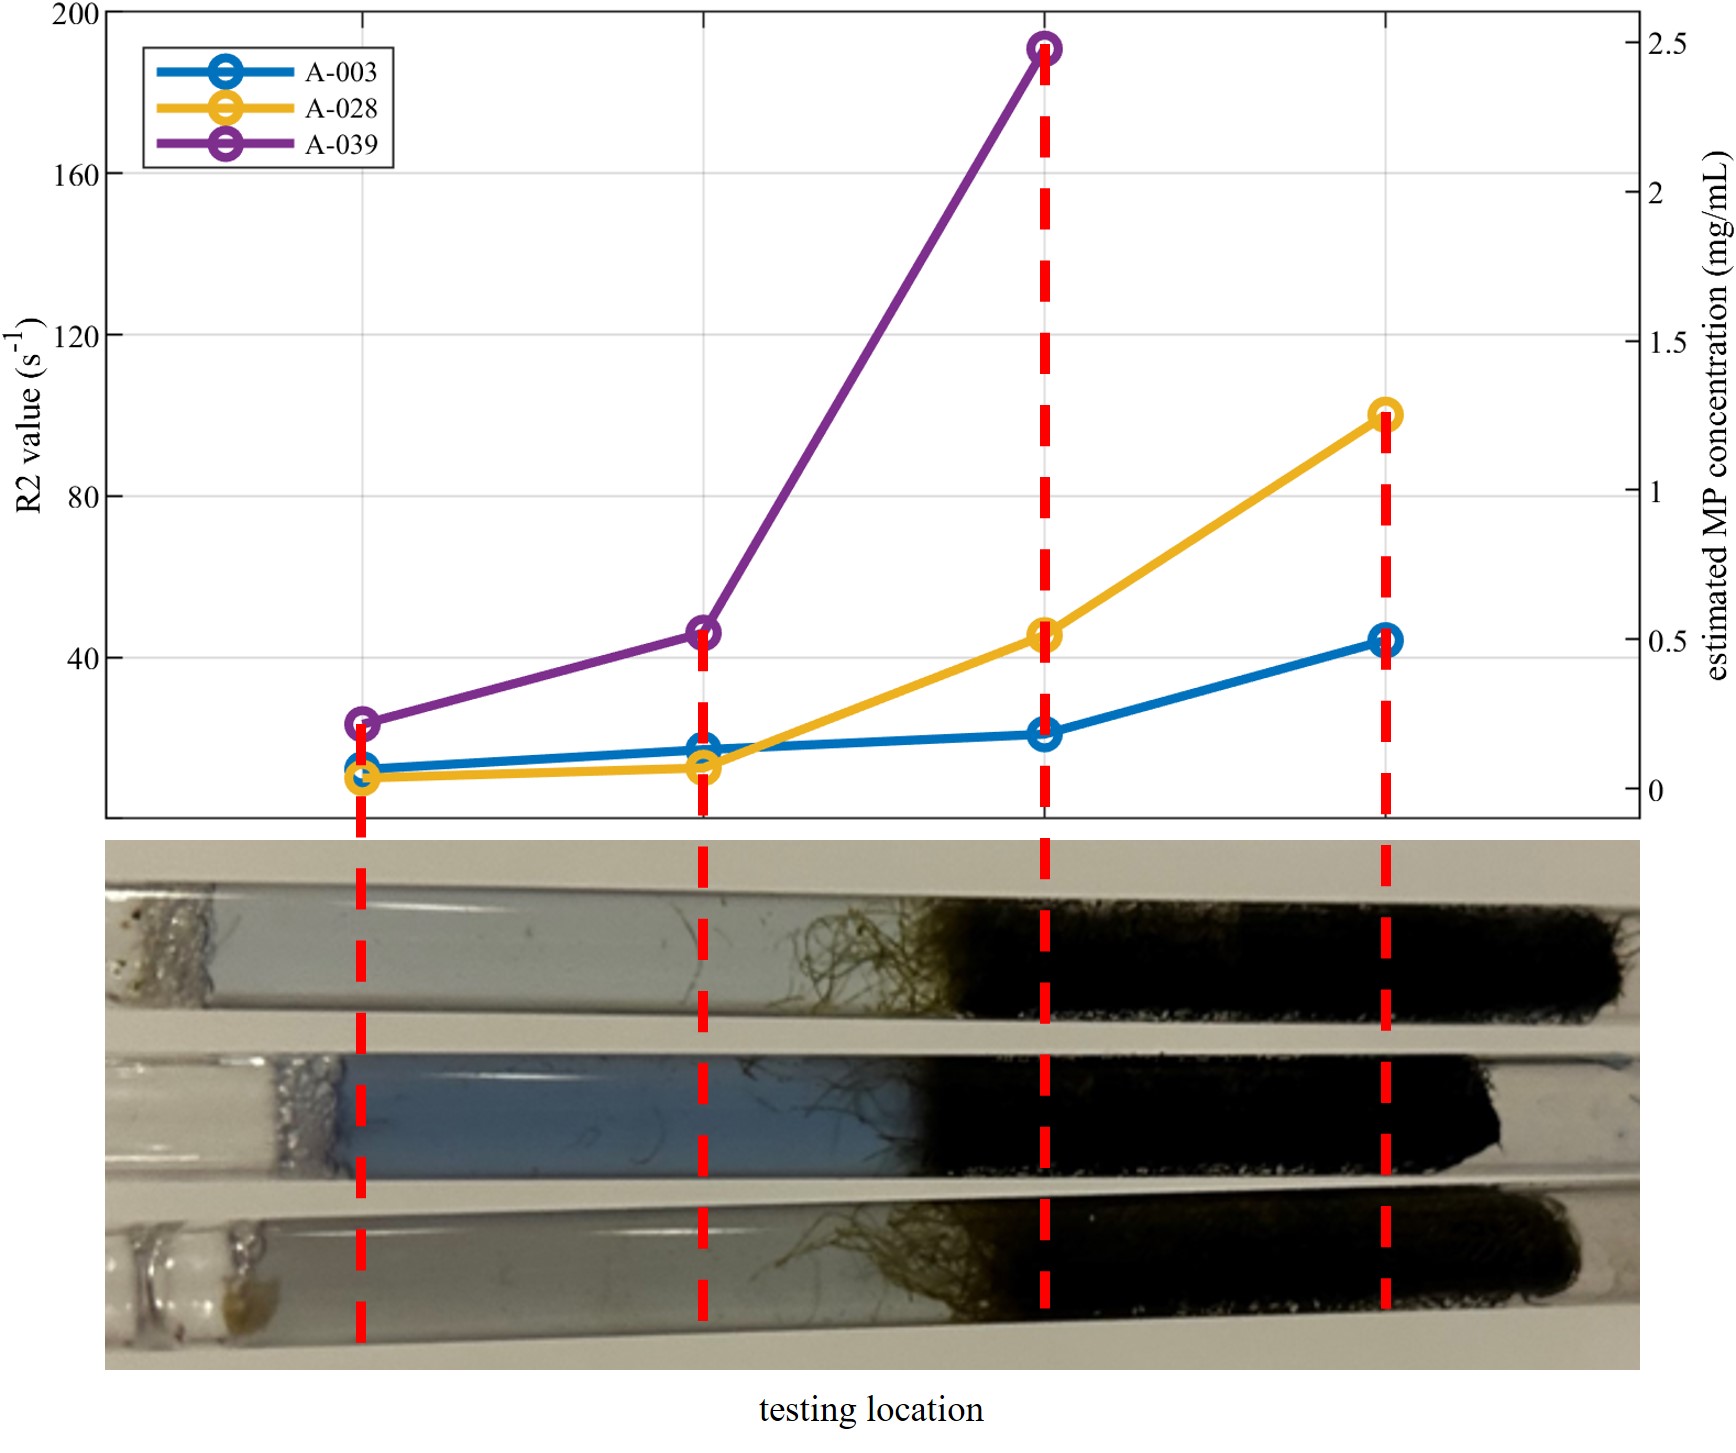 200
160
120
80
40
R2 value (s-1)
A-003
A-028
A-039
2.5
2
1.5
1
0.5
0
estimated MP concentration (mg/mL)
testing location